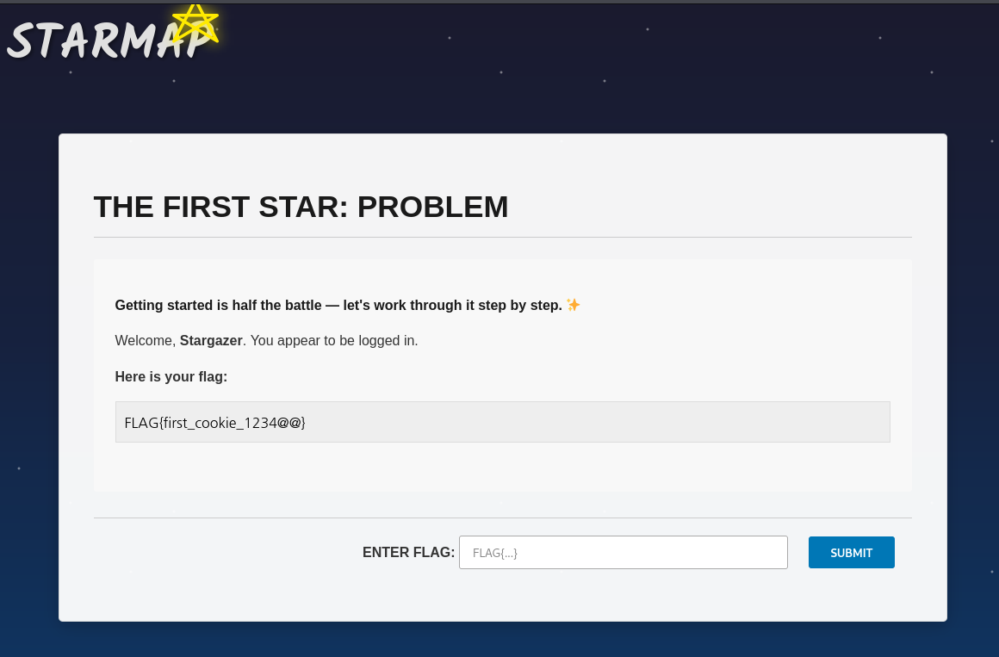 STARMAP
THE FIRST STAR: PROBLEM
Getting started is half the battle — let's work through it step by step. ✨
Welcome, Stargazer. You appear to be logged in.
Here is your flag:
FLAG{first_cookie_1234@@}
ENTER FLAG: FLAG{...} SUBMIT